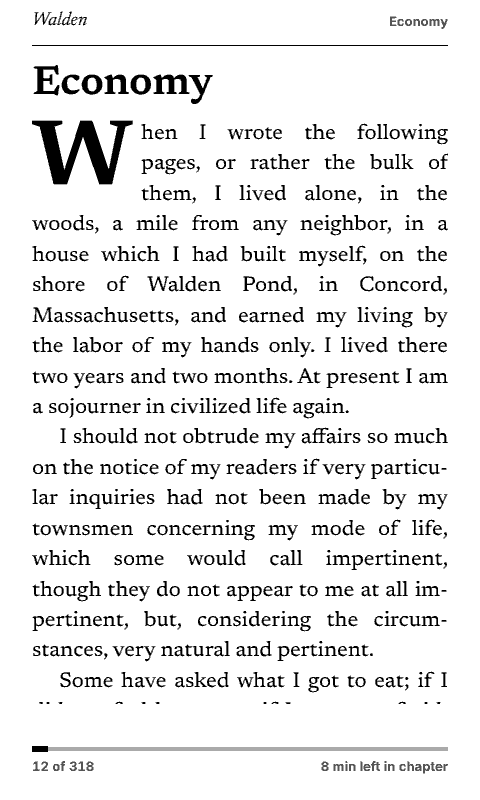 Walden
Economy
Economy
When I wrote the following
pages, or rather the bulk of
them, I lived alone, in the
woods, a mile from any neighbor, in a
house which I had built myself, on the
shore of Walden Pond, in Concord,
Massachusetts, and earned my living by
the labor of my hands only. I lived there
two years and two months. At present I am
a sojourner in civilized life again.
I should not obtrude my affairs so much
on the notice of my readers if very particu-
lar inquiries had not been made by my
townsmen concerning my mode of life,
which some would call impertinent,
though they do not appear to me at all im-
pertinent, but, considering the circum-
stances, very natural and pertinent.
Some have asked what I got to eat; if I
12 of 318
8 min left in chapter